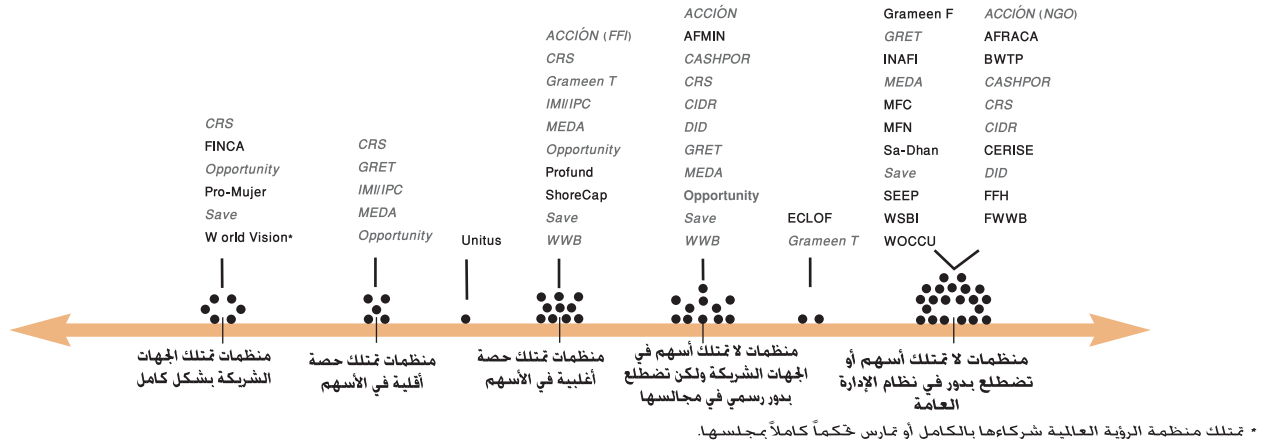 CRS
FINCA
Opportunity
Pro-Mujer
Save
World Vision*
CRS
GRET
IMI/IPC
MEDA
Opportunity
Unitus
ACCIÓN (FFI)
CRS
Grameen T
IMI/IPC
MEDA
Opportunity
Profund
ShoreCap
Save
WWB
ACCIÓN
AFMIN
CASHPOR
CRS
CIDR
DID
GRET
MEDA
Opportunity
Save
WWB
ECLOF
Grameen T
Grameen F
GRET
INAFI
MEDA
MFC
MFN
Sa-Dhan
Save
SEEP
WSBI
WOCCU
ACCIÓN (NGO)
AFRACA
BWTP
CASHPOR
CRS
CIDR
CERISE
DID
FFH
FWWB
منظمات لا تمتلك أسهم أو
تضطلع بدور في نظام الإدارة
العامة
منظمات لا تمتلك أسهم في
الجهات الشريكة ولكن تضطلع
بدور رسمي في مجالسها
منظمات تمتلك حصة
أغلبية في الأسهم
منظمات تمتلك حصة
أقلية في الأسهم
منظمات تمتلك الجهات
الشريكة بشكل كامل
* تمتلك منظمة الرؤية العالمية شركاءها بالكامل أو تمارس تحكماً كاملاً بمجلسها.